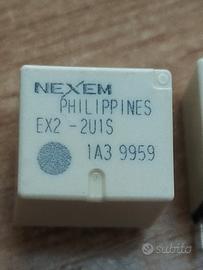 NEXEM
PHILIPPINES
EX2 -2U1S
1A3 9959
subito